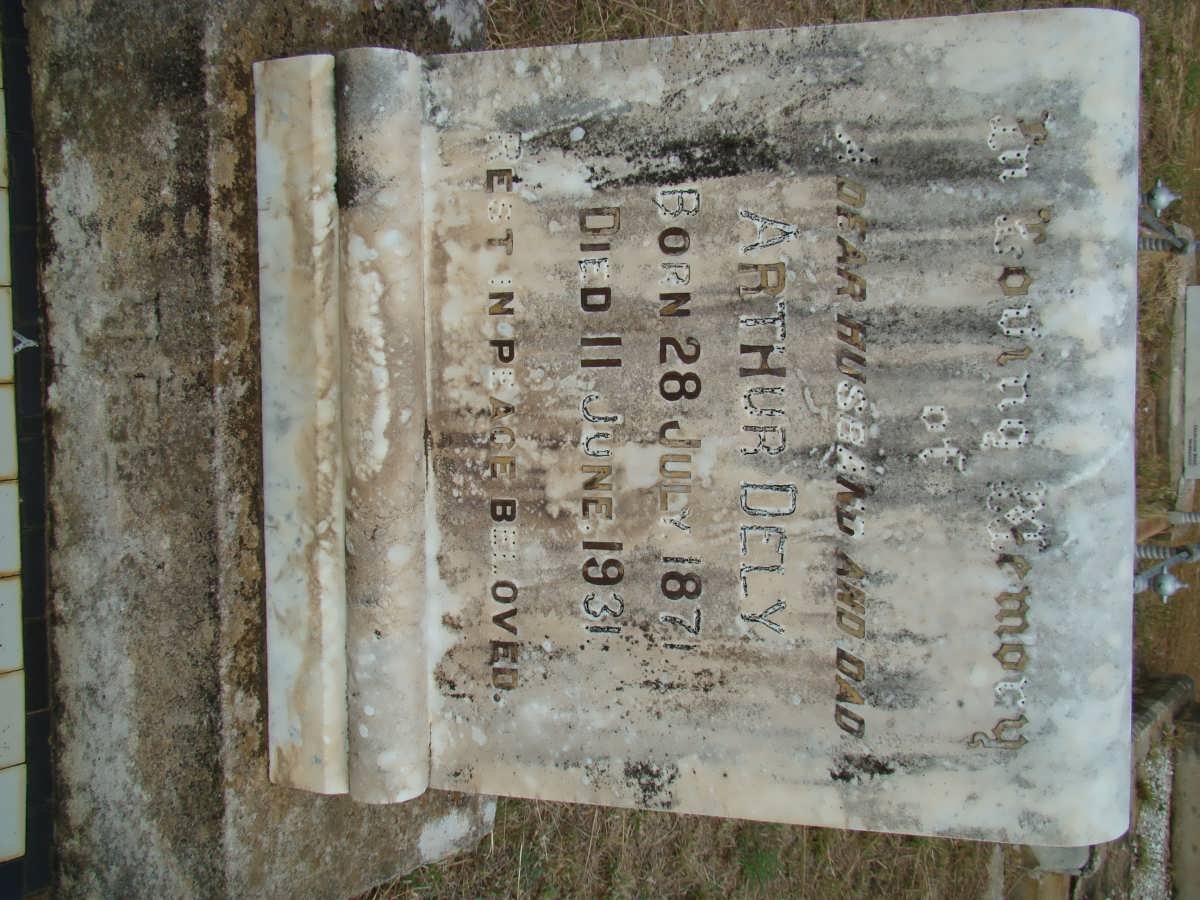 In Loving Memory
of
A DEAR HUSBAND AND DAD
ARTHUR DELY
BORN 28 JULY 1871
DIED 11 JUNE 1931
REST IN PEACE BELOVED.